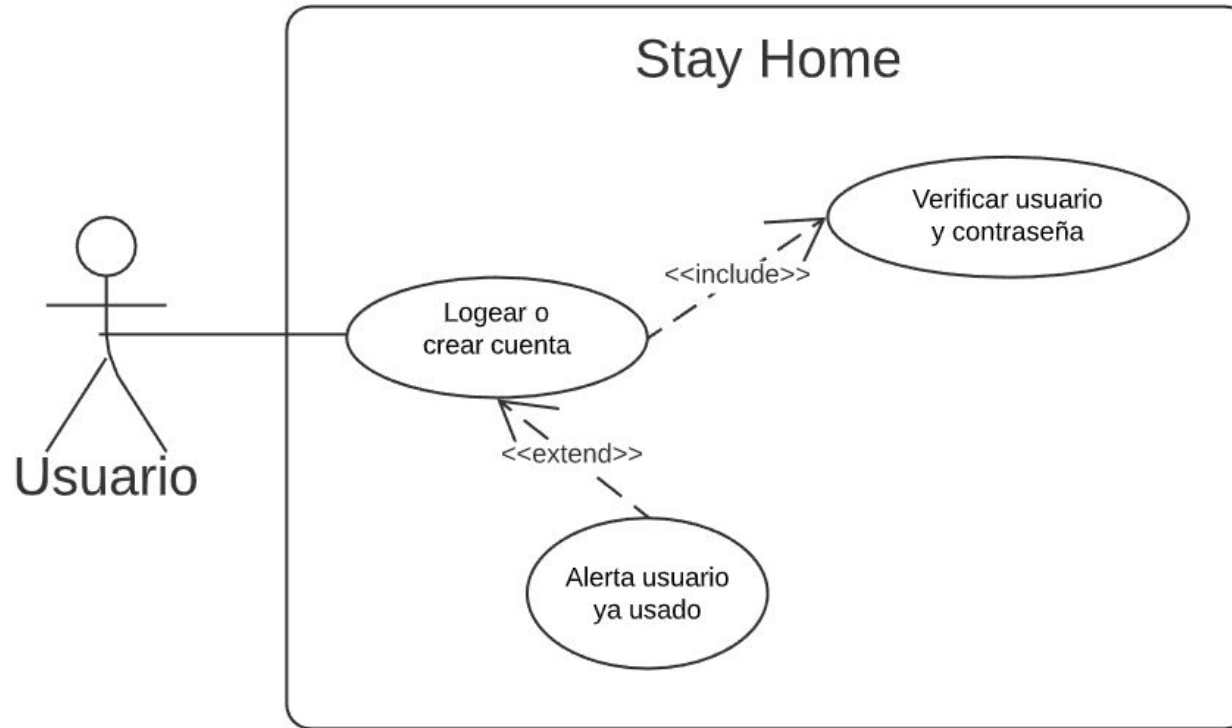 Stay Home
Verificar usuario
y contraseña
<<include>>
Logear o
crear cuenta
<<extend>>
Usuario
Alerta usuario
ya usado